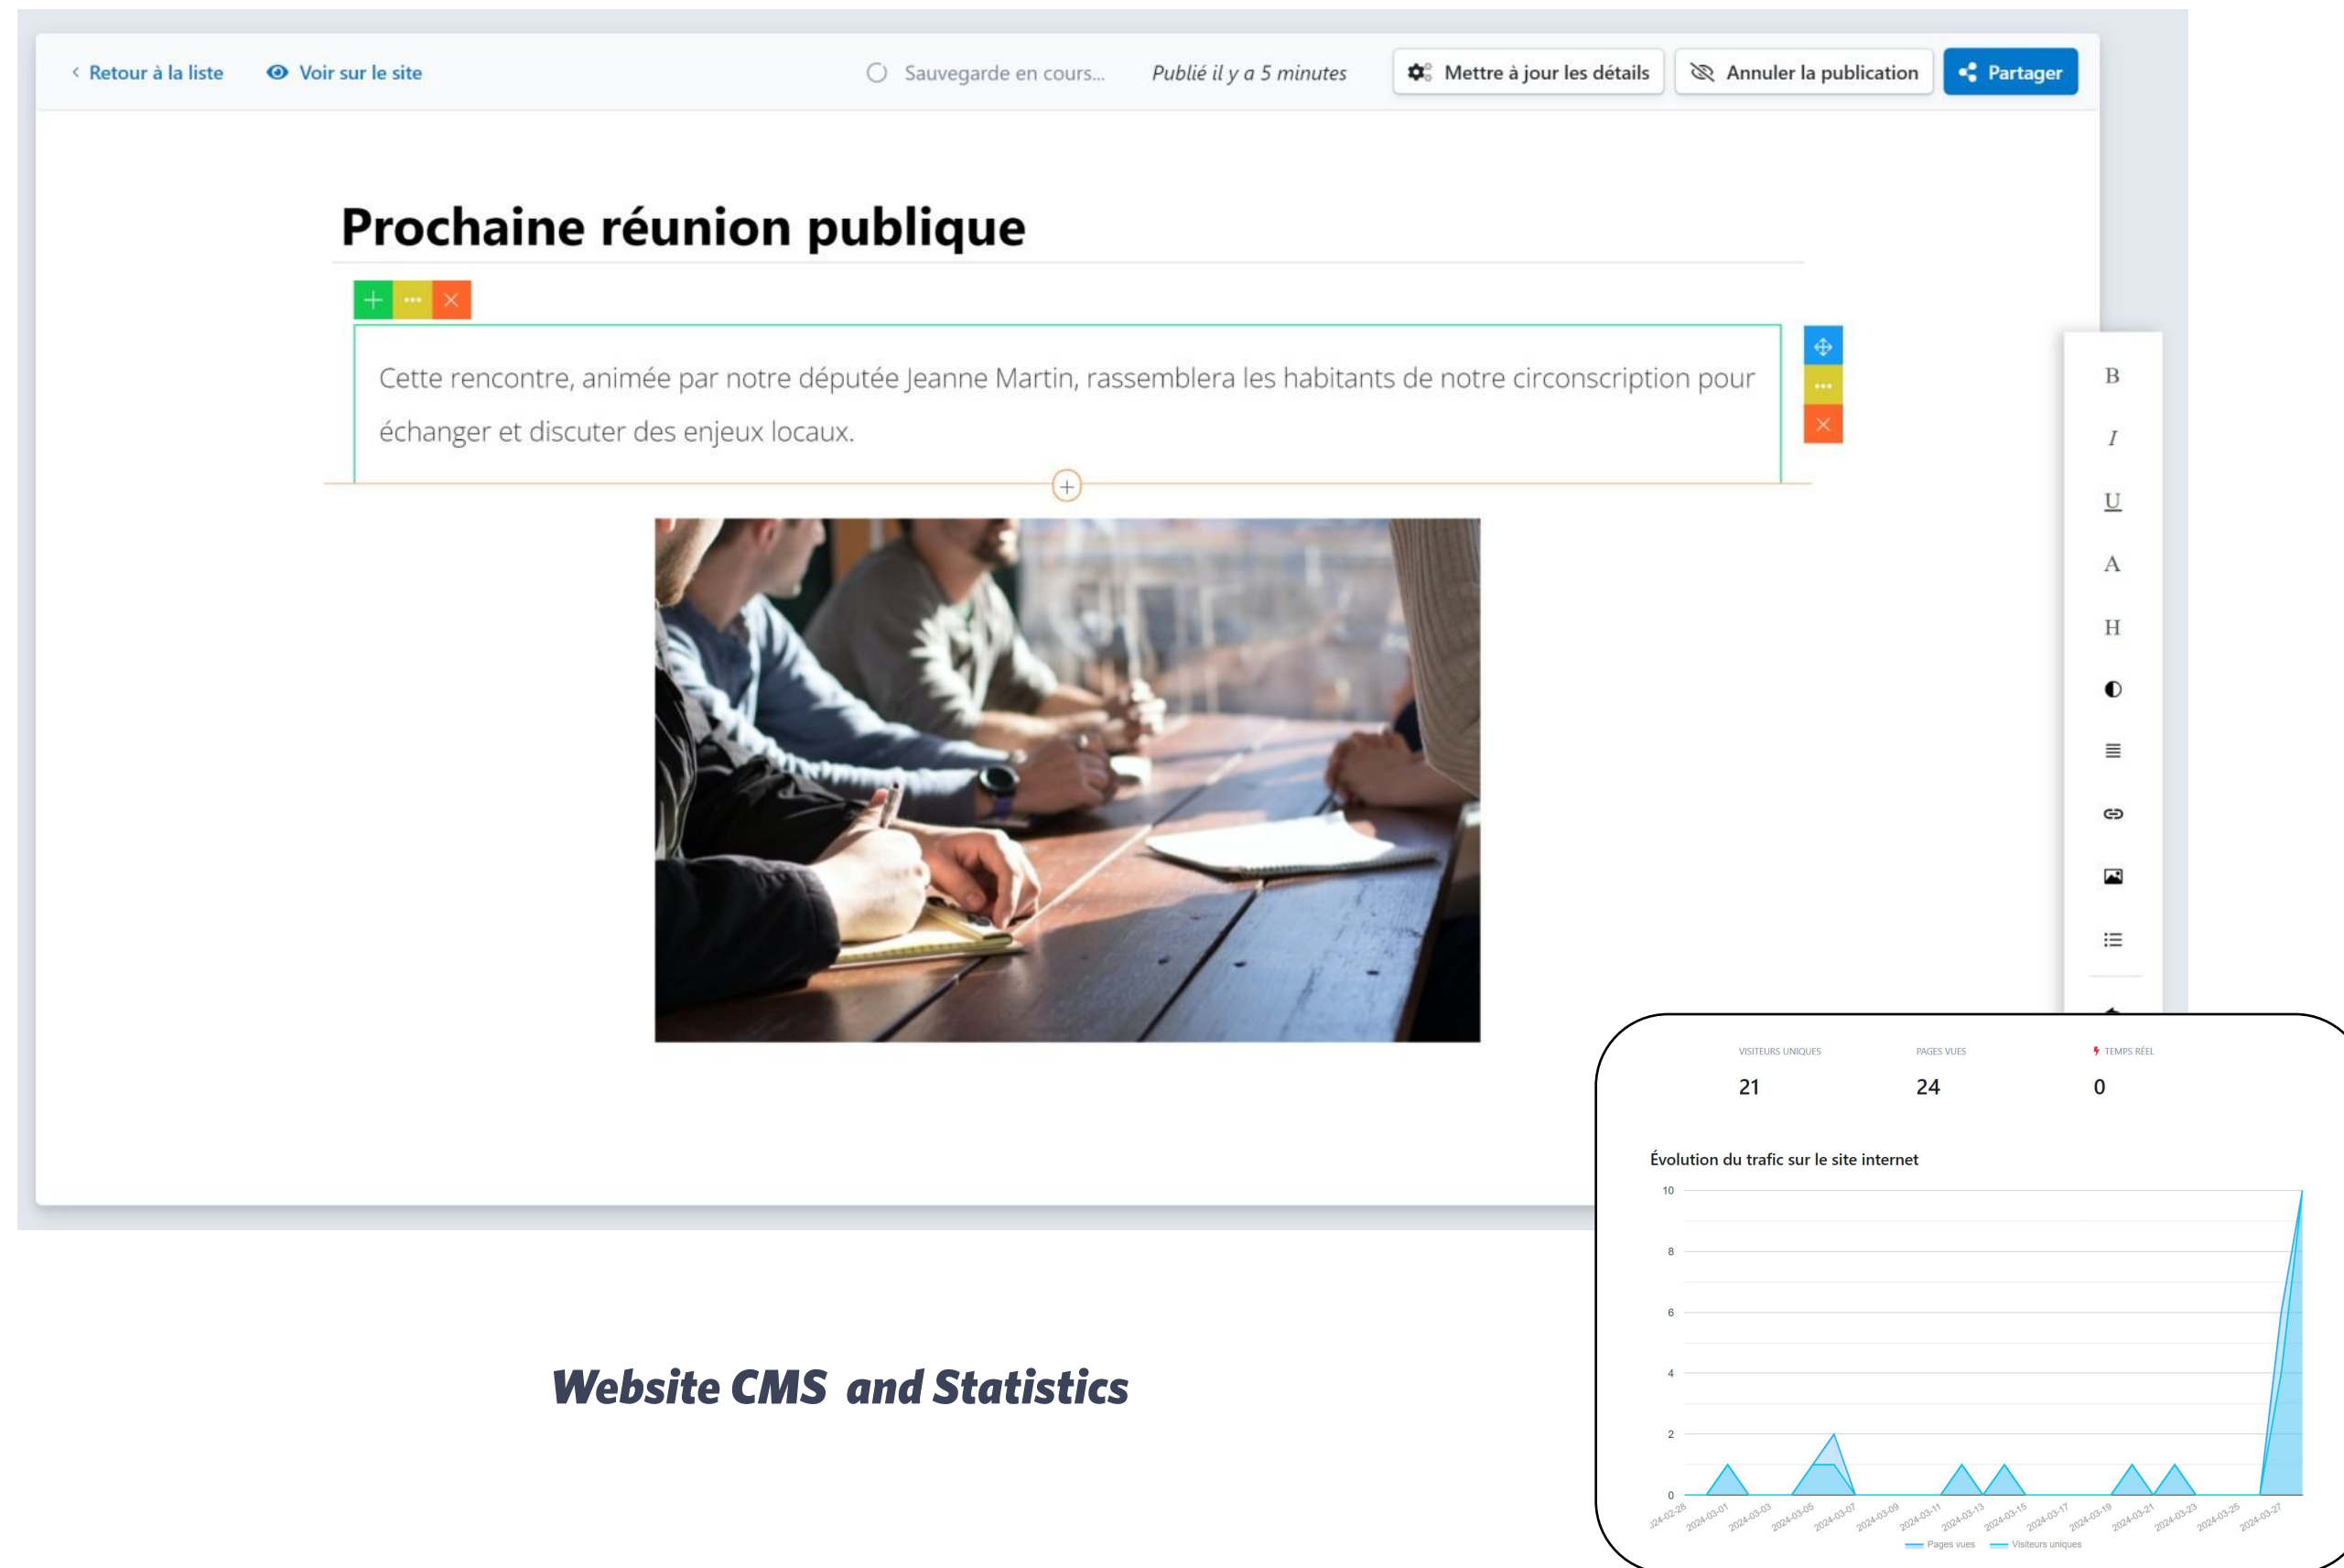 Retour à la liste Voir sur le site Sauvegarde en cours... Publié il y a 5 minutes Mettre à jour les détails Annuler la publication Partager
Prochaine réunion publique
Cette rencontre, animée par notre députée Jeanne Martin, rassemblera les habitants de notre circonscription pour
échanger et discuter des enjeux locaux.
B
I
U
A
H
VISITEURS UNIQUES PAGES VUES TEMPS RÉEL
21 24 0
Évolution du trafic sur le site internet
10
8
6
4
2
0
024-02-28 2024-03-01 2024-03-03 2024-03-05 2024-03-07 2024-03-09 2024-03-11 2024-03-13 2024-03-15 2024-03-17 2024-03-19 2024-03-21 2024-03-23 2024-03-25 2024-03-27
Pages vues Visiteurs uniques
Website CMS and Statistics